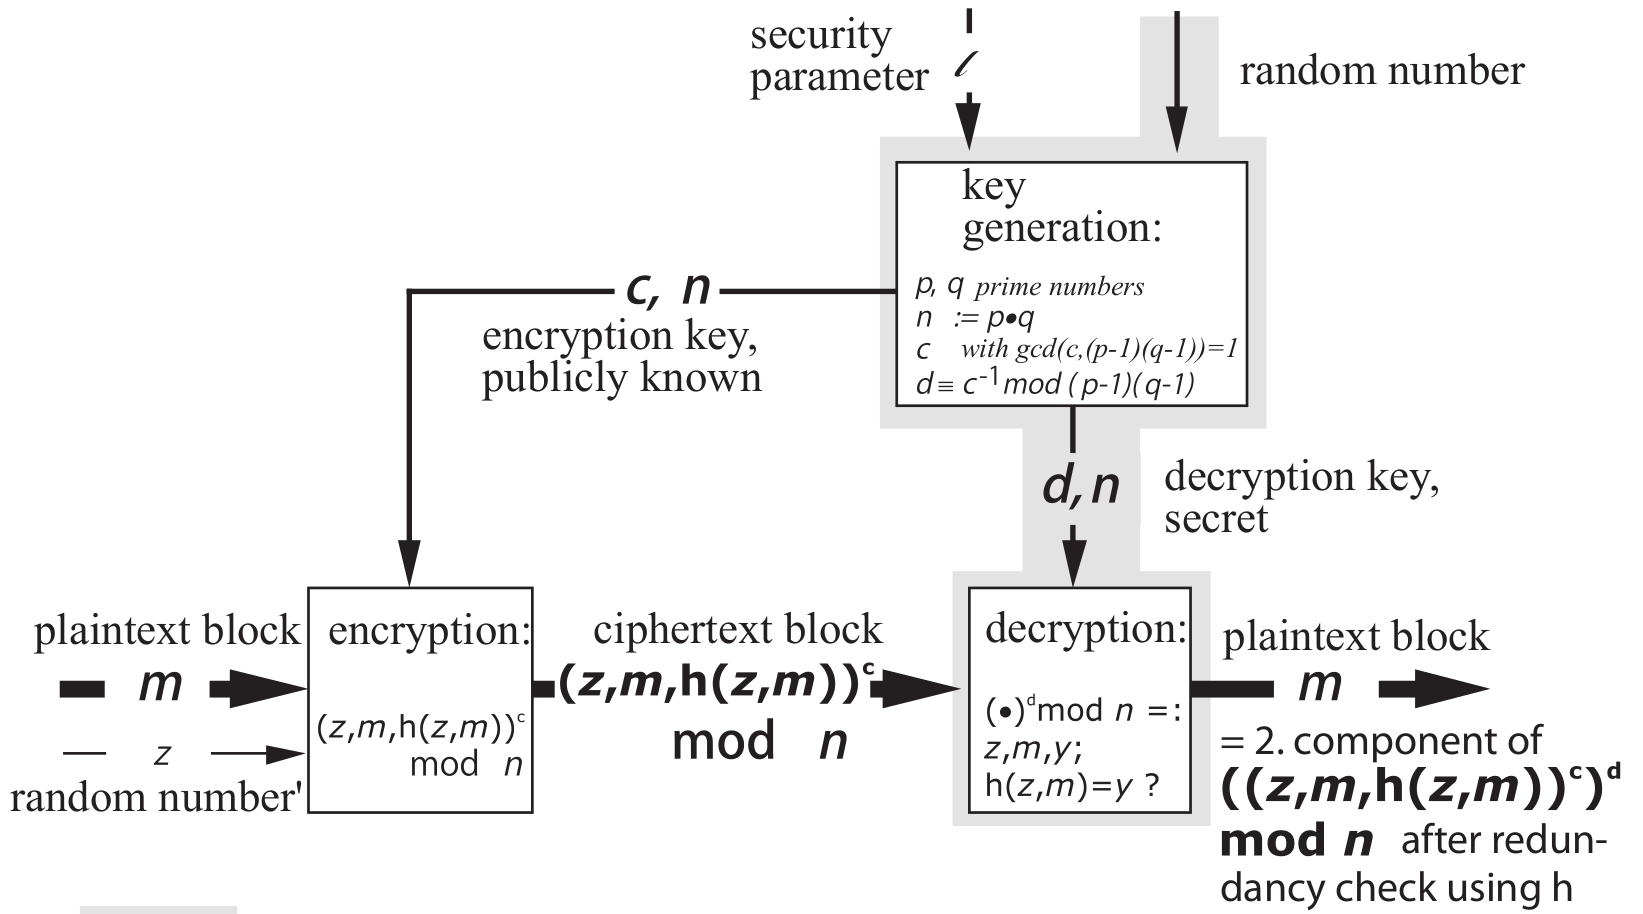 security
parameter
ℓ
random number
key
generation:
p, q prime numbers
n := p•q
c with gcd(c,(p-1)(q-1))=1
d ≡ c⁻¹ mod (p-1)(q-1)
c, n
encryption key,
publicly known
d, n
decryption key,
secret
plaintext block
m
z
random number'
encryption:
(z,m,h(z,m))ᶜ
mod n
ciphertext block
(z,m,h(z,m))ᶜ
mod n
decryption:
(•)ᵈmod n =:
z,m,y;
h(z,m)=y ?
plaintext block
m
= 2. component of
((z,m,h(z,m))ᶜ)ᵈ
mod n after redun-
dancy check using h